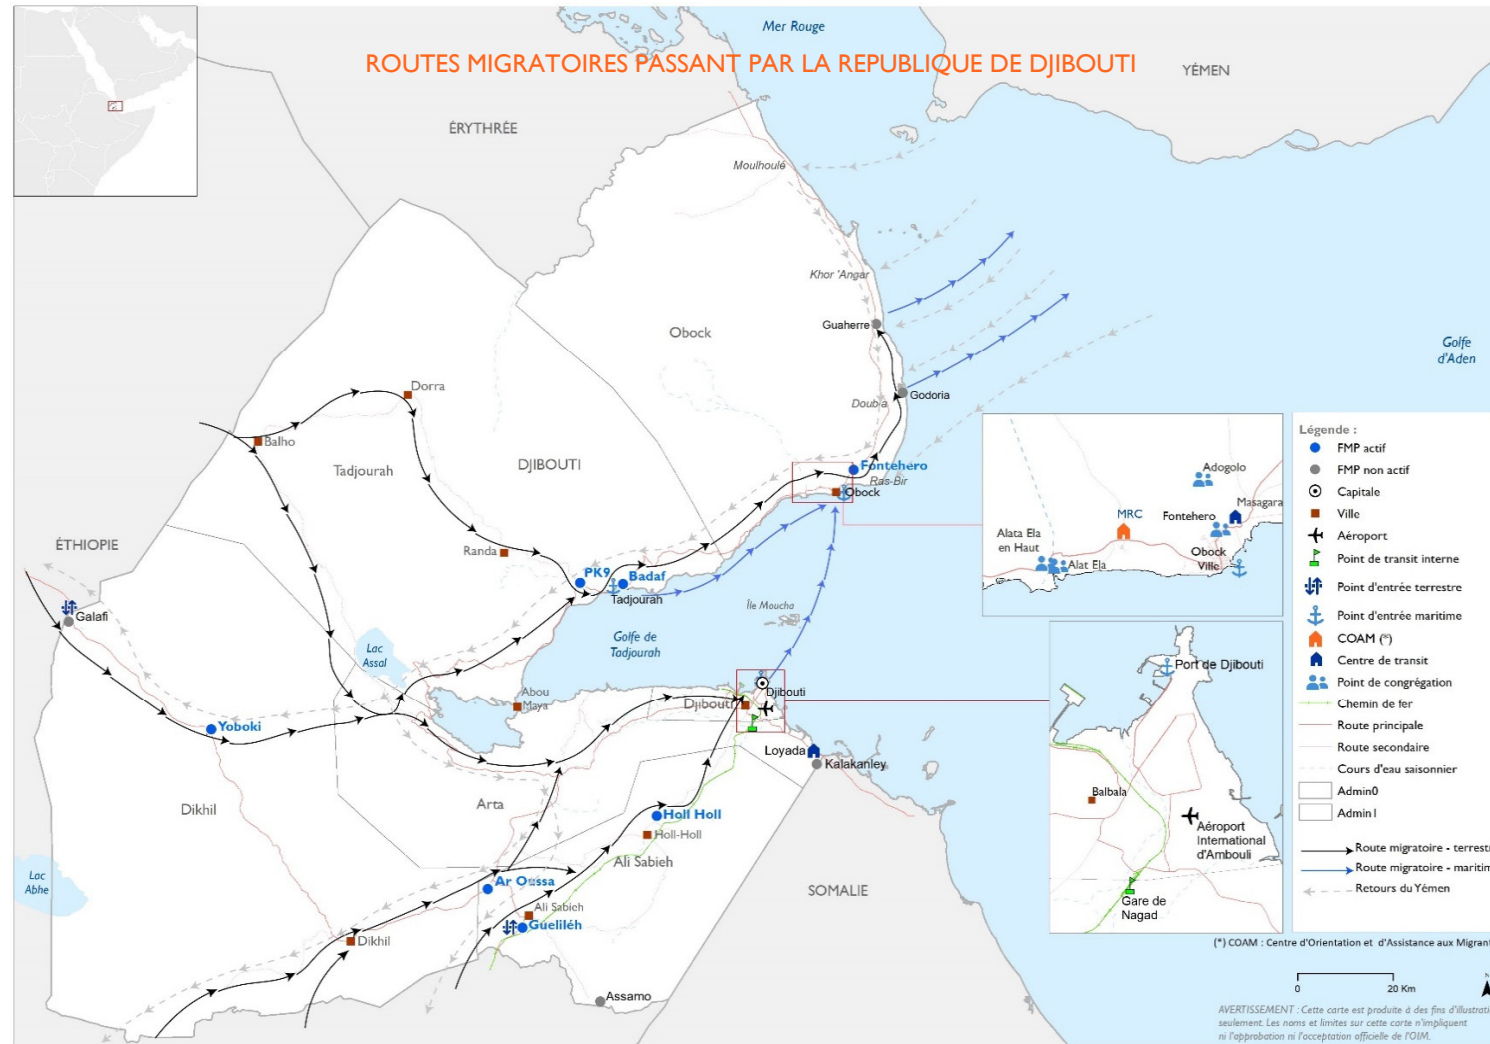 Mer Rouge
ROUTES MIGRATOIRES PASSANT PAR LA REPUBLIQUE DE DJIBOUTI
YÉMEN
ÉRYTHRÉE
Moulhoulé
Khor 'Angar
Guaherre
Obock
Golfe
d'Aden
Dorra
Godoria
Doubia
Balho
Tadjourah
DJIBOUTI
Fontehero
Ras-Bir
Obock
ÉTHIOPIE
Randa
PK9
Badaf
Tadjourah
Île Moucha
Galafi
Golfe de
Tadjourah
Lac
Assal
Abou
Maya
Djibouti
Djibouti
Yoboki
Loyada
Kalakanley
Dikhil
Arta
Holl Holl
Holl-Holl
Ali Sabieh
Lac
Abhe
Ar Oussa
SOMALIE
Ali Sabieh
Gueliléh
Dikhil
Assamo
Adogolo
MRC
Masagara
Fontehero
Alata Ela
en Haut
Alat Ela
Obock
Ville
Port de Djibouti
Balbala
Aéroport
International
d'Ambouli
Gare de
Nagad
Légende :
FMP actif
FMP non actif
Capitale
Ville
Aéroport
Point de transit interne
Point d'entrée terrestre
Point d'entrée maritime
COAM (*)
Centre de transit
Point de congrégation
Chemin de fer
Route principale
Route secondaire
Cours d'eau saisonnier
Admin0
Admin1
Route migratoire - terrest
Route migratoire - maritim
Retours du Yémen
(*) COAM : Centre d'Orientation et d'Assistance aux Migran
0 20 Km
N
AVERTISSEMENT : Cette carte est produite à des fins d'illustrati
seulement. Les noms et limites sur cette carte n'impliquent
ni l'approbation ni l'acceptation officielle de l'OIM.